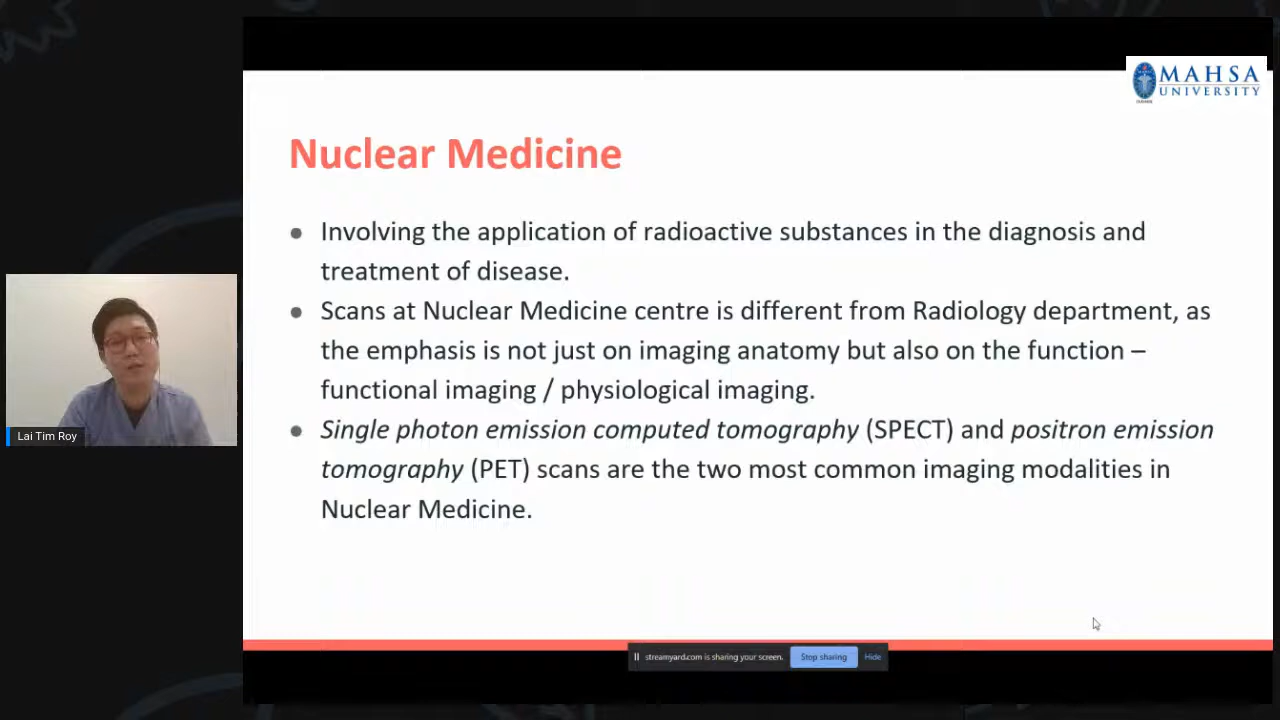 MAHSA
UNIVERSITY
Nuclear Medicine
● Involving the application of radioactive substances in the diagnosis and
treatment of disease.
● Scans at Nuclear Medicine centre is different from Radiology department, as
the emphasis is not just on imaging anatomy but also on the function –
functional imaging / physiological imaging.
● Single photon emission computed tomography (SPECT) and positron emission
tomography (PET) scans are the two most common imaging modalities in
Nuclear Medicine.
Lai Tim Roy
streamyard.com is sharing your screen. Stop sharing Hide